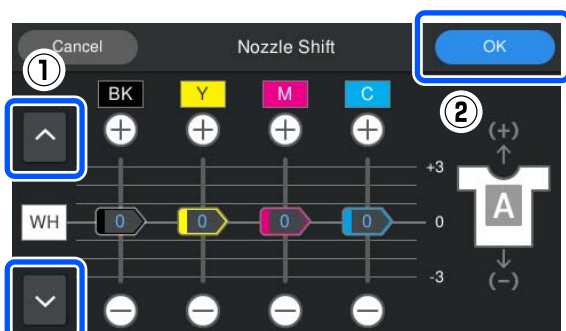 Cancel Nozzle Shift OK
①
BK Y M C
②
(+)
+3
WH 0 0 0 0 0
A
-3
(−)